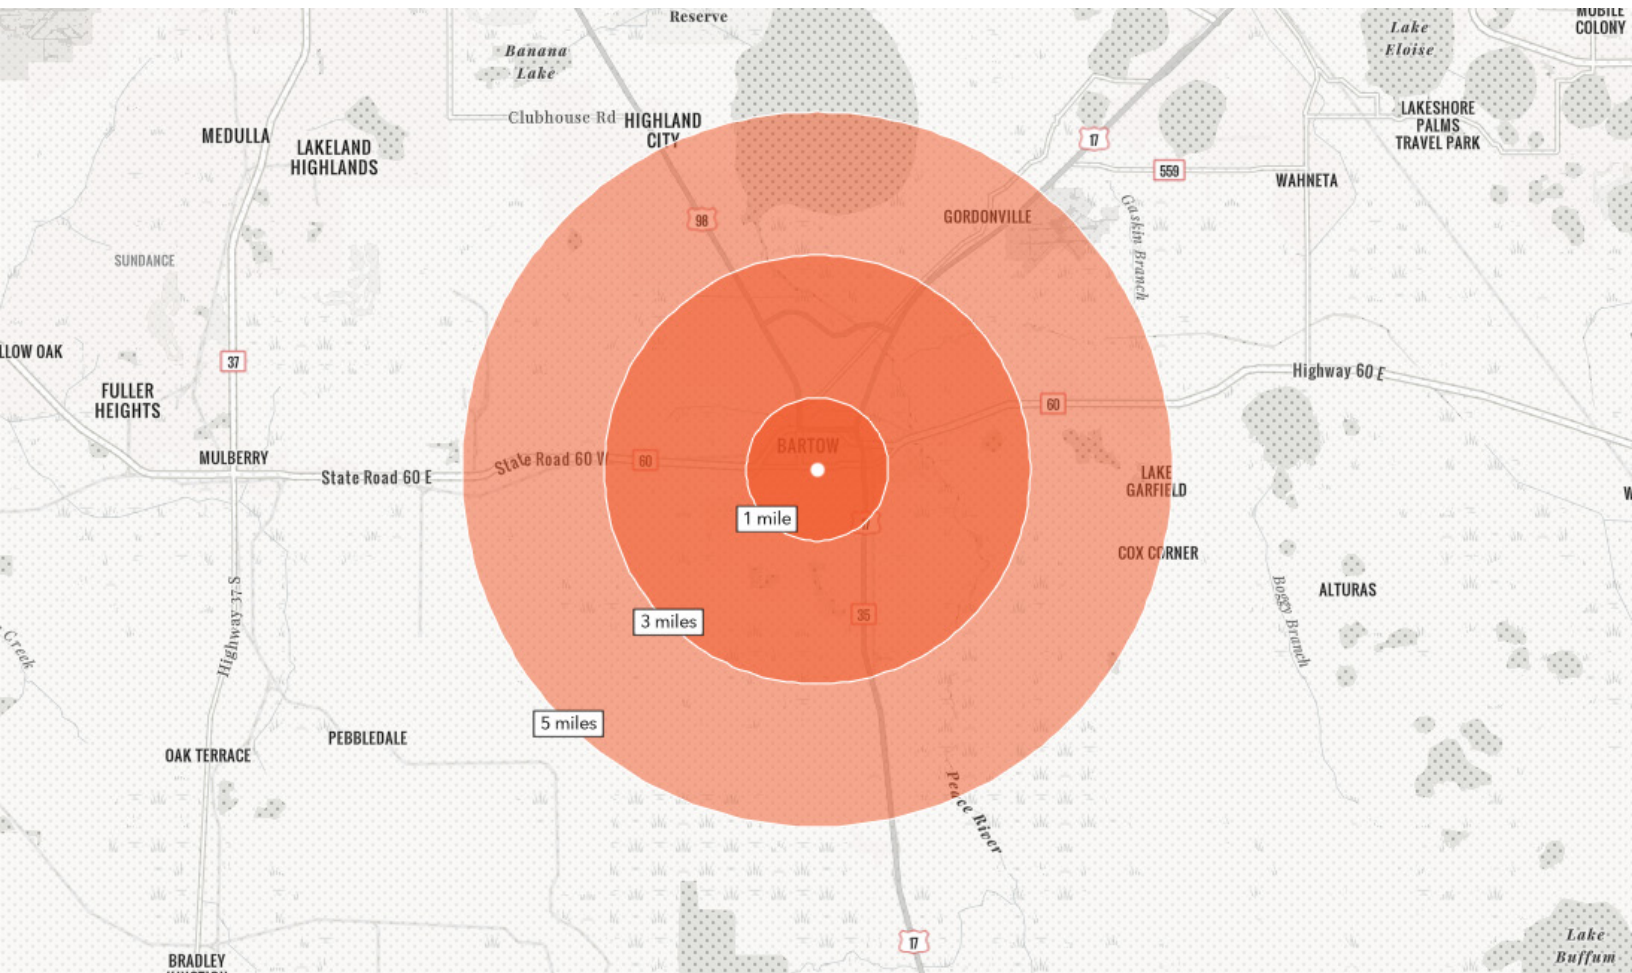 Reserve
MOBILE
COLONY
Lake
Eloise
Banana
Lake
Clubhouse Rd
HIGHLAND
CITY
MEDULLA
LAKELAND
HIGHLANDS
LAKESHORE
PALMS
TRAVEL PARK
17
559
WAHNETA
98
GORDONVILLE
Gaskin Branch
SUNDANCE
LLOW OAK
37
Highway 60 E
FULLER
HEIGHTS
60
BARTOW
MULBERRY
State Road 60 E
State Road 60 W
60
LAKE
GARFIELD
1 mile
COX CORNER
Highway 37 S
Boggy Branch
ALTURAS
35
3 miles
Creek
5 miles
PEBBLEDALE
OAK TERRACE
Peace River
17
BRADLEY
Lake
Buffum